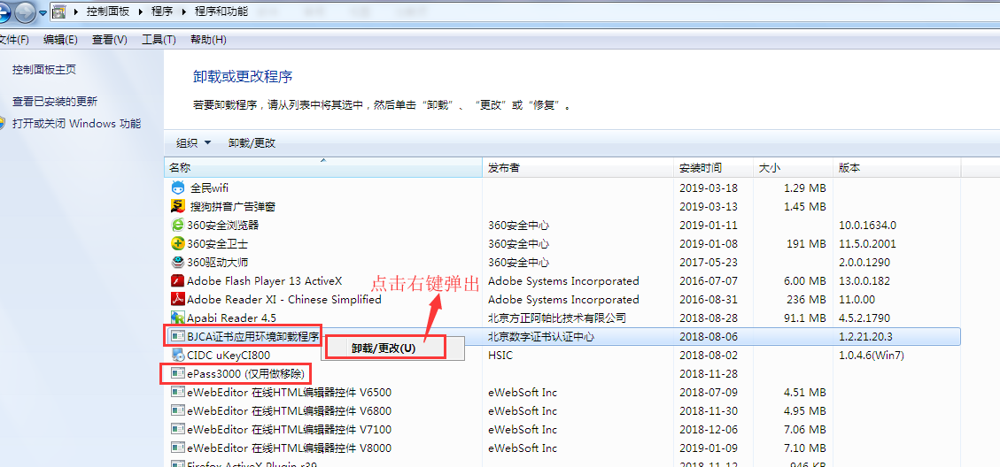 控制面板 程序 程序和功能
文件(F) 编辑(E) 查看(V) 工具(T) 帮助(H)
控制面板主页
查看已安装的更新
打开或关闭 Windows 功能
卸载或更改程序
若要卸载程序，请从列表中将其选中，然后单击“卸载”、“更改”或“修复”。
组织 卸载/更改
名称 发布者 安装时间 大小 版本
全民wifi 2019-03-18 1.29 MB
搜狗拼音广告弹窗 2019-03-13 1.45 MB
360安全浏览器 360安全中心 2019-01-11 10.0.1634.0
360安全卫士 360安全中心 2019-01-08 191 MB 11.5.0.2001
360驱动大师 360安全中心 2017-05-23 2.0.0.1290
Adobe Flash Player 13 ActiveX Adobe Systems Incorporated 2016-07-07 6.00 MB 13.0.0.182
点击右键弹出
Adobe Reader XI - Chinese Simplified Adobe Systems Incorporated 2016-08-31 236 MB 11.0.00
Apabi Reader 4.5 北京方正阿帕比技术有限公司 2018-08-28 91.1 MB 4.5.2.1790
BJCA证书应用环境卸载程序 北京数字证书认证中心 2018-08-06 1.2.21.20.3
卸载/更改(U)
CIDC uKeyCI800 HSIC 2018-08-02 1.0.4.6(Win7)
ePass3000 (仅用做移除) 2018-11-28
eWebEditor 在线HTML编辑器控件 V6500 eWebSoft Inc 2018-07-09 4.51 MB
eWebEditor 在线HTML编辑器控件 V6800 eWebSoft Inc 2018-11-30 4.95 MB
eWebEditor 在线HTML编辑器控件 V7100 eWebSoft Inc 2018-12-06 7.06 MB
eWebEditor 在线HTML编辑器控件 V8000 eWebSoft Inc 2019-01-09 7.10 MB
Firefox ActiveX Plugin r39 2018-11-12 946 KB